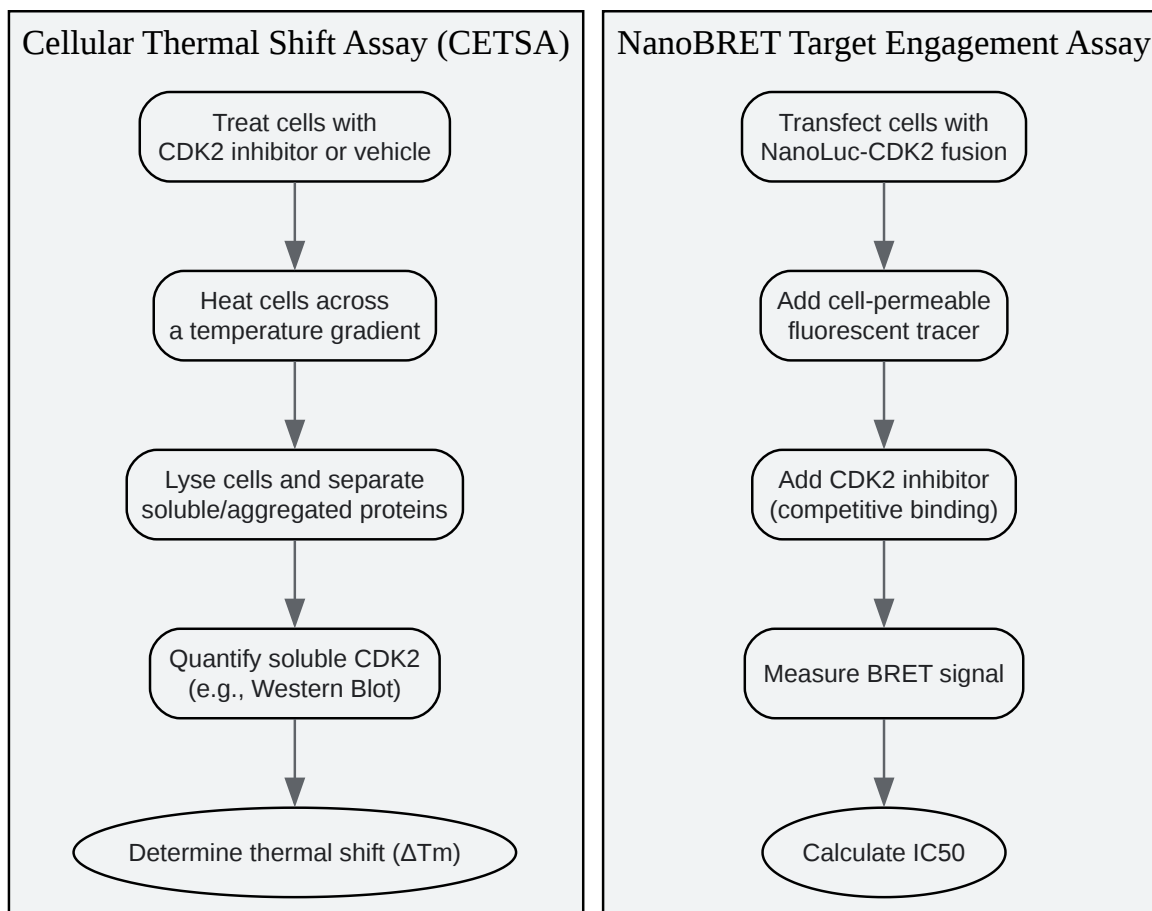 Cellular Thermal Shift Assay (CETSA)
Treat cells with
CDK2 inhibitor or vehicle
Heat cells across
a temperature gradient
Lyse cells and separate
soluble/aggregated proteins
Quantify soluble CDK2
(e.g., Western Blot)
Determine thermal shift (ΔTm)
NanoBRET Target Engagement Assay
Transfect cells with
NanoLuc-CDK2 fusion
Add cell-permeable
fluorescent tracer
Add CDK2 inhibitor
(competitive binding)
Measure BRET signal
Calculate IC50